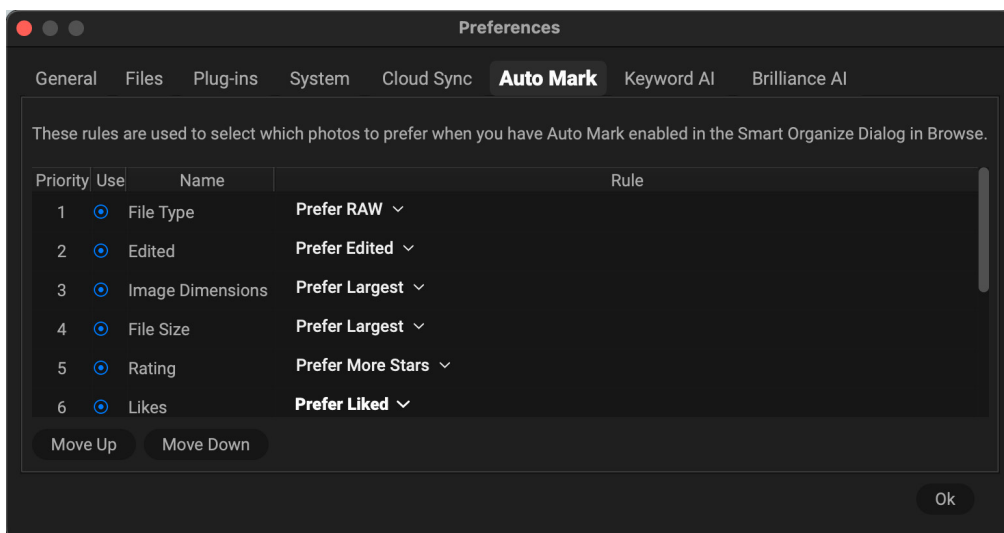 Preferences
General Files Plug-ins System Cloud Sync Auto Mark Keyword AI Brilliance AI
These rules are used to select which photos to prefer when you have Auto Mark enabled in the Smart Organize Dialog in Browse.
Priority Use Name Rule
1 File Type Prefer RAW
2 Edited Prefer Edited
3 Image Dimensions Prefer Largest
4 File Size Prefer Largest
5 Rating Prefer More Stars
6 Likes Prefer Liked
Move Up Move Down
Ok